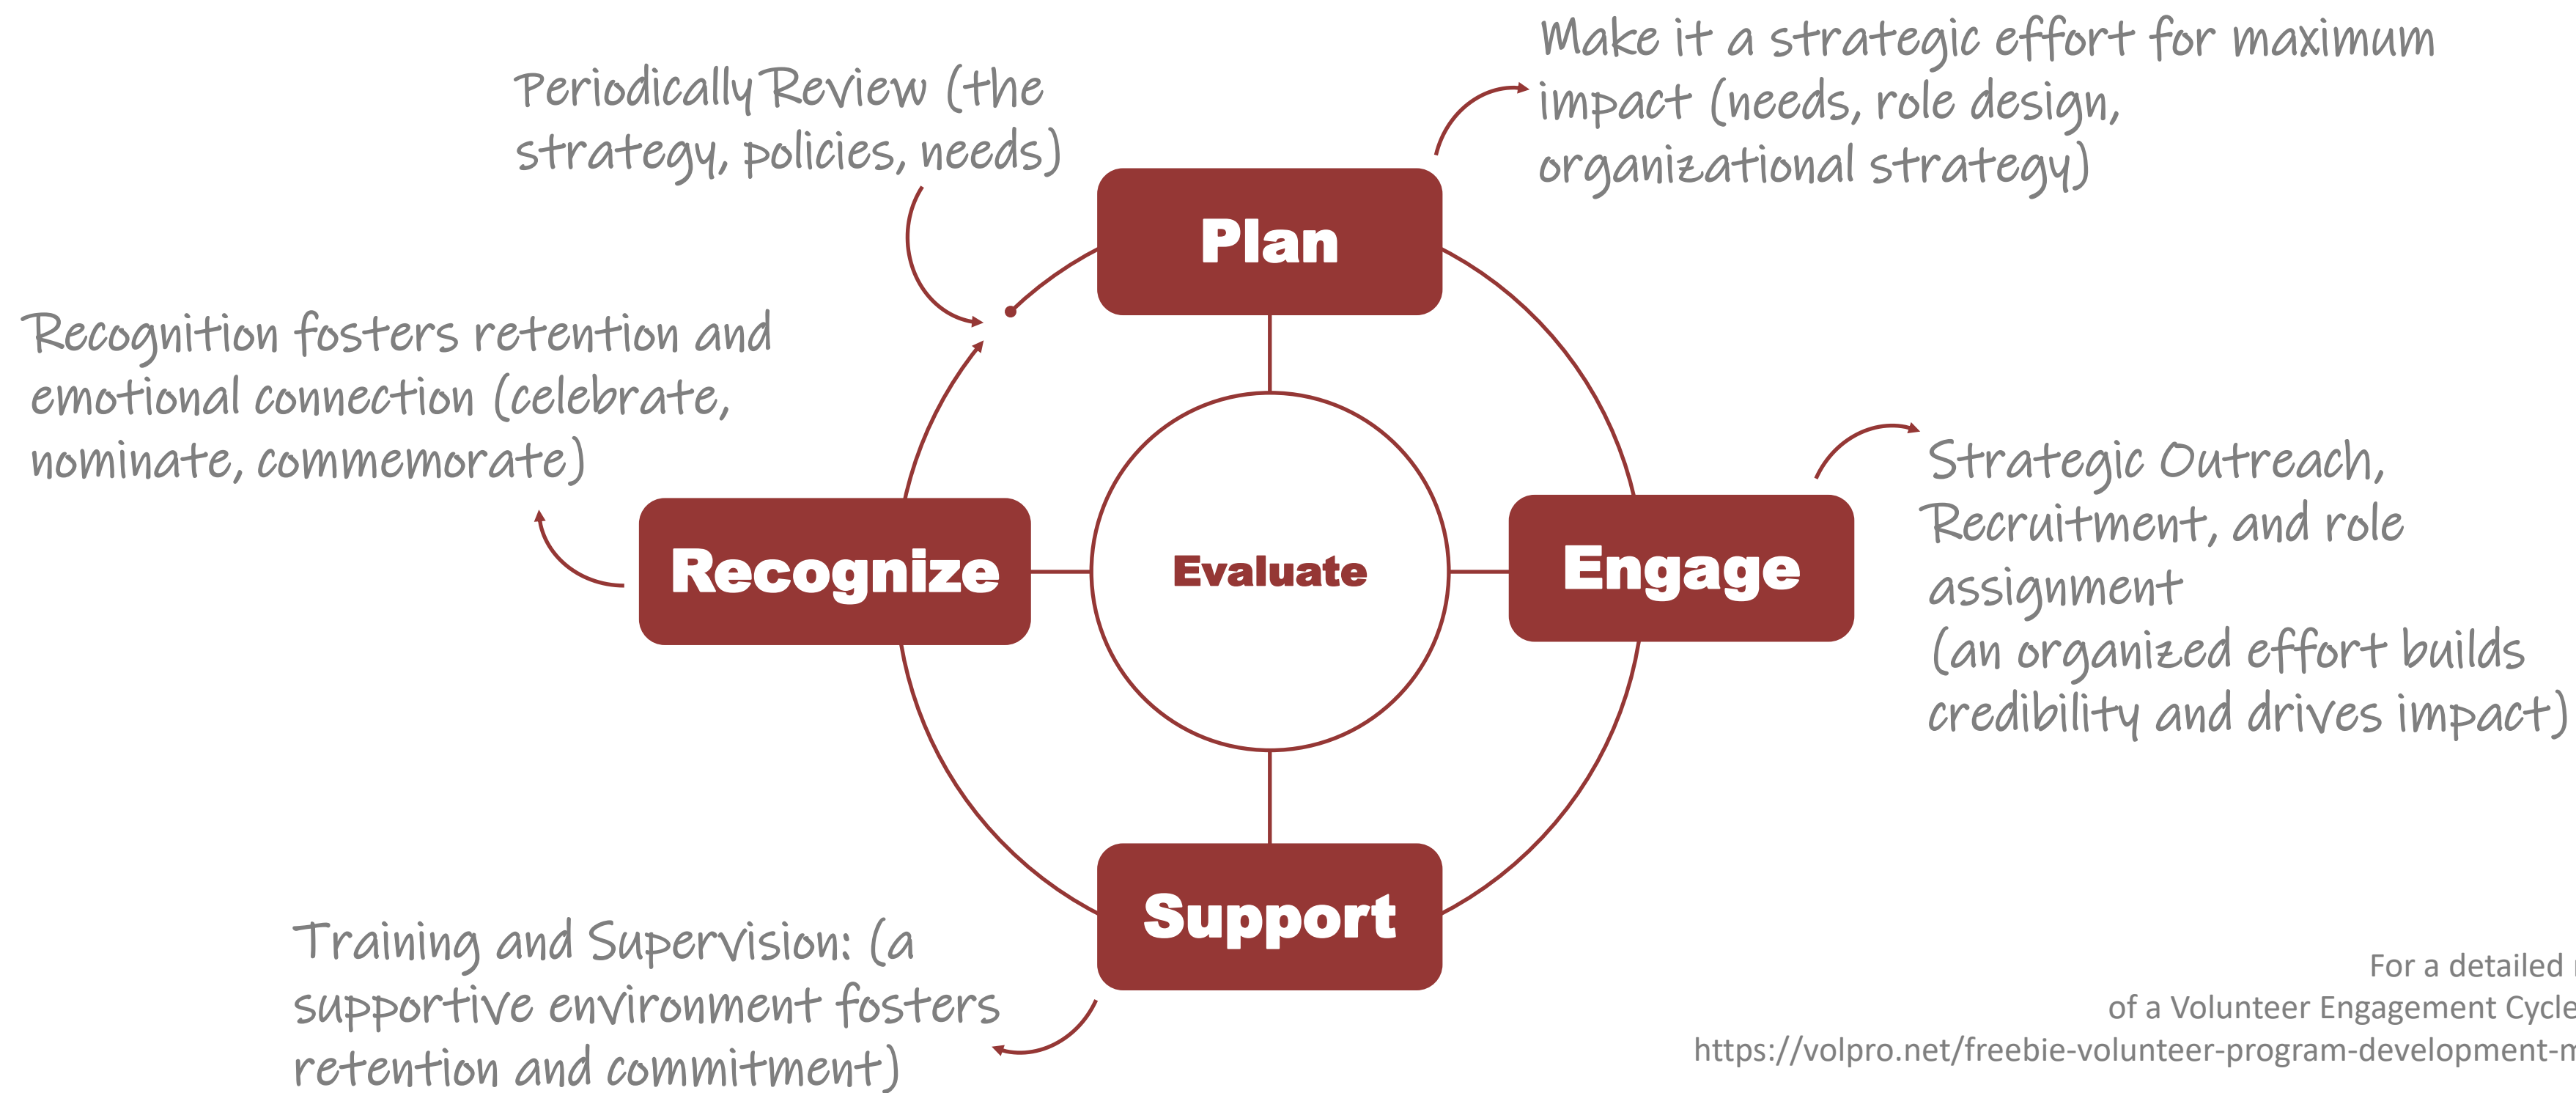 Make it a strategic effort for maximum
impact (needs, role design,
organizational strategy)
Periodically Review (the
strategy, policies, needs)
Plan
Recognition fosters retention and
emotional connection (celebrate,
nominate, commemorate)
Recognize
Evaluate
Engage
Strategic Outreach,
Recruitment, and role
assignment
(an organized effort builds
credibility and drives impact)
Support
Training and Supervision: (a
supportive environment fosters
retention and commitment)
For a detailed
of a Volunteer Engagement Cycle
https://volpro.net/freebie-volunteer-program-development-m